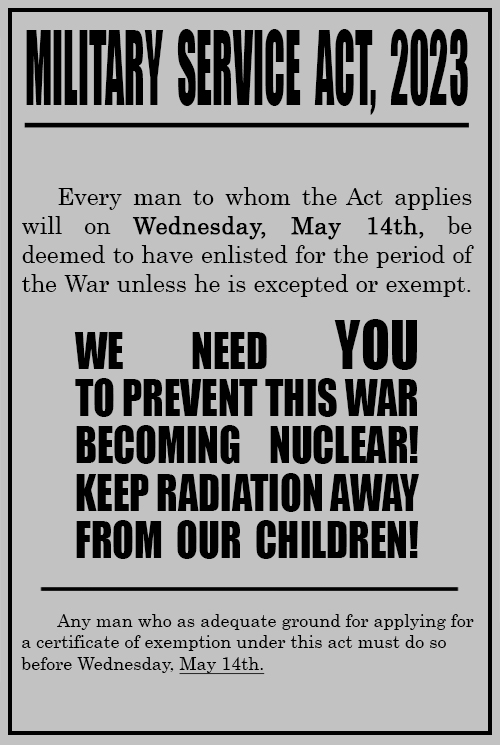 MILITARY SERVICE ACT, 2023
Every man to whom the Act applies
will on Wednesday, May 14th, be
deemed to have enlisted for the period of
the War unless he is excepted or exempt.
WE NEED YOU
TO PREVENT THIS WAR
BECOMING NUCLEAR!
KEEP RADIATION AWAY
FROM OUR CHILDREN!
Any man who as adequate ground for applying for
a certificate of exemption under this act must do so
before Wednesday, May 14th.